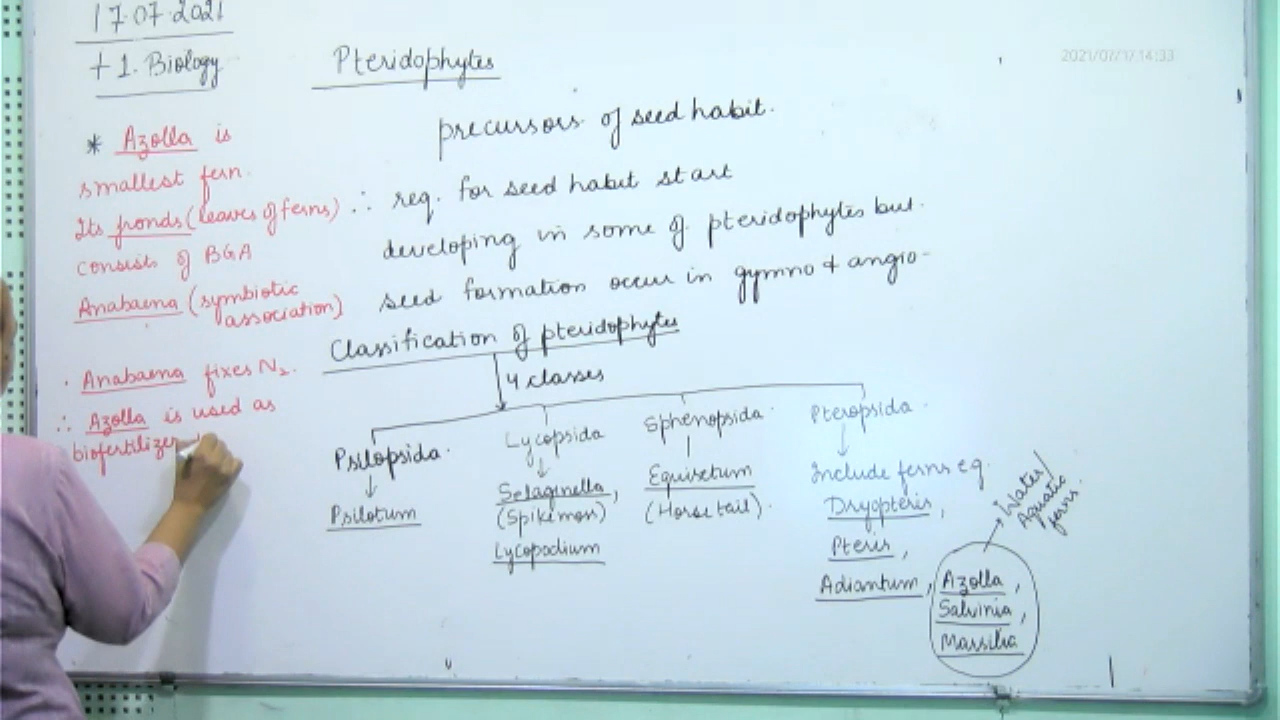 17.07.2021
+1. Biology
Pteridophytes
2021/07/17 14:33
precursors of seed habit.
∴ req. for seed habit start
developing in some of pteridophytes but
seed formation occur in gymno & angio-
* Azolla is
smallest fern.
Its fronds (leaves of ferns)
consists of BGA
Anabaena (symbiotic
association)
. Anabaena fixes N₂.
∴ Azolla is used as
biofertilizer
Classification of pteridophytes
4 classes
Psilopsida.
Psilotum
Lycopsida
Selaginella,
(Spikemoss)
Lycopodium
Sphenopsida.
Equisetum
(Horse tail).
Pteropsida.
Include ferns eg.
Dryopteris,
Pteris,
Adiantum, Azolla,
Salvinia,
Marsilia
Water/
Aquatic
ferns.